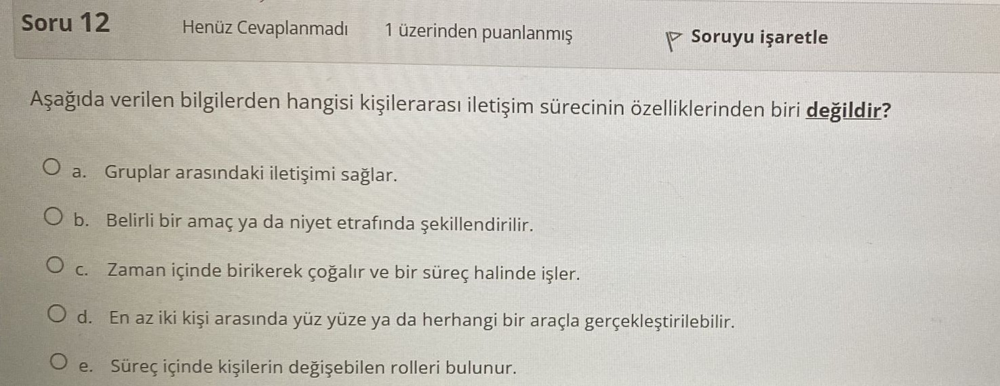 Soru 12
Henüz Cevaplanmadı
1 üzerinden puanlanmış
Soruyu işaretle
Aşağıda verilen bilgilerden hangisi kişilerarası iletişim sürecinin özelliklerinden biri değildir?
a. Gruplar arasındaki iletişimi sağlar.
b. Belirli bir amaç ya da niyet etrafında şekillendirilir.
c. Zaman içinde birikerek çoğalır ve bir süreç halinde işler.
d. En az iki kişi arasında yüz yüze ya da herhangi bir araçla gerçekleştirilebilir.
e. Süreç içinde kişilerin değişebilen rolleri bulunur.